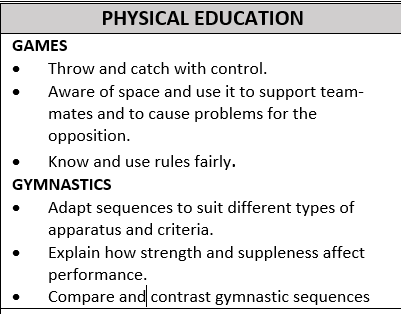 PHYSICAL EDUCATION
GAMES
• Throw and catch with control.
• Aware of space and use it to support team-
mates and to cause problems for the
opposition.
• Know and use rules fairly.
GYMNASTICS
• Adapt sequences to suit different types of
apparatus and criteria.
• Explain how strength and suppleness affect
performance.
• Compare and contrast gymnastic sequences